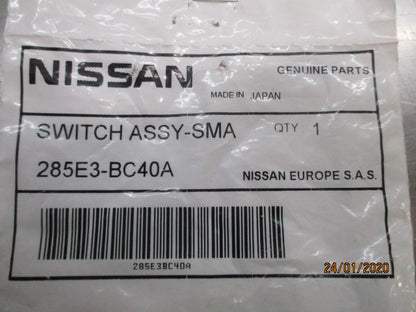 NISSAN GENUINE PARTS
MADE IN JAPAN
SWITCH ASSY-SMA QTY 1
285E3-BC40A NISSAN EUROPE S.A.S.
285E3BC40A
24/01/2020